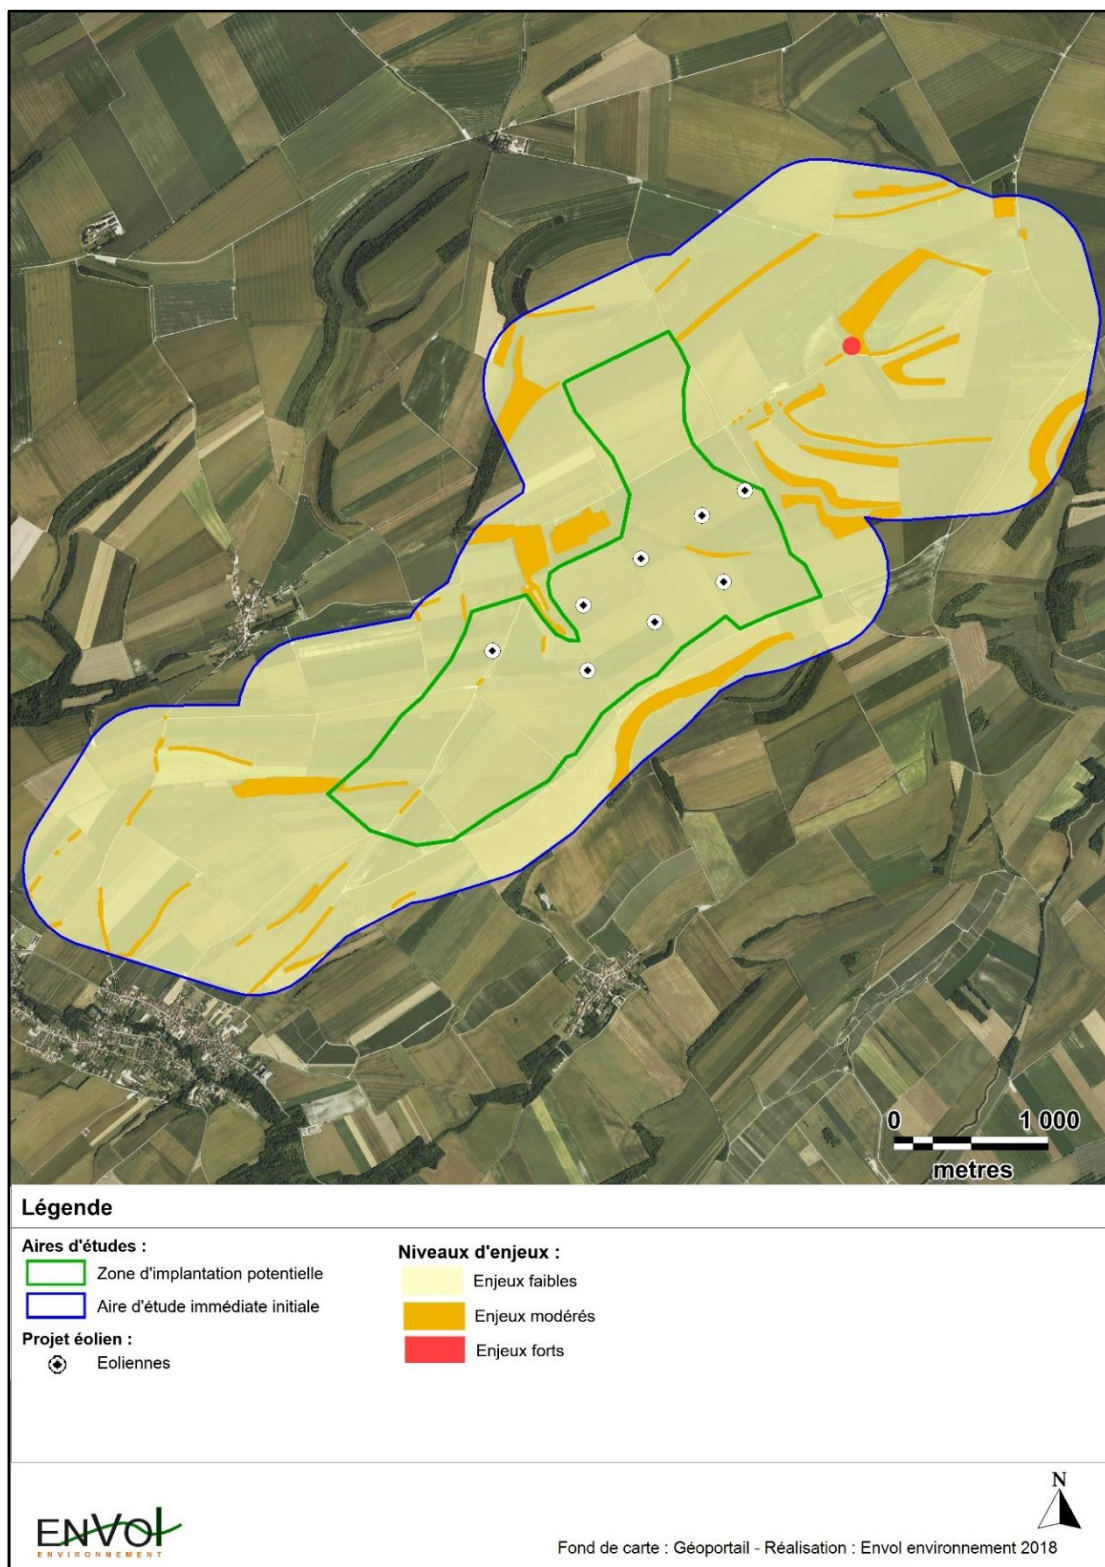 0 1 000
metres
Légende
Aires d'études :
Zone d'implantation potentielle
Aire d'étude immédiate initiale
Projet éolien :
Eoliennes
Niveaux d'enjeux :
Enjeux faibles
Enjeux modérés
Enjeux forts
N
ENVOl
ENVIRONNEMENT
Fond de carte : Géoportail - Réalisation : Envol environnement 2018